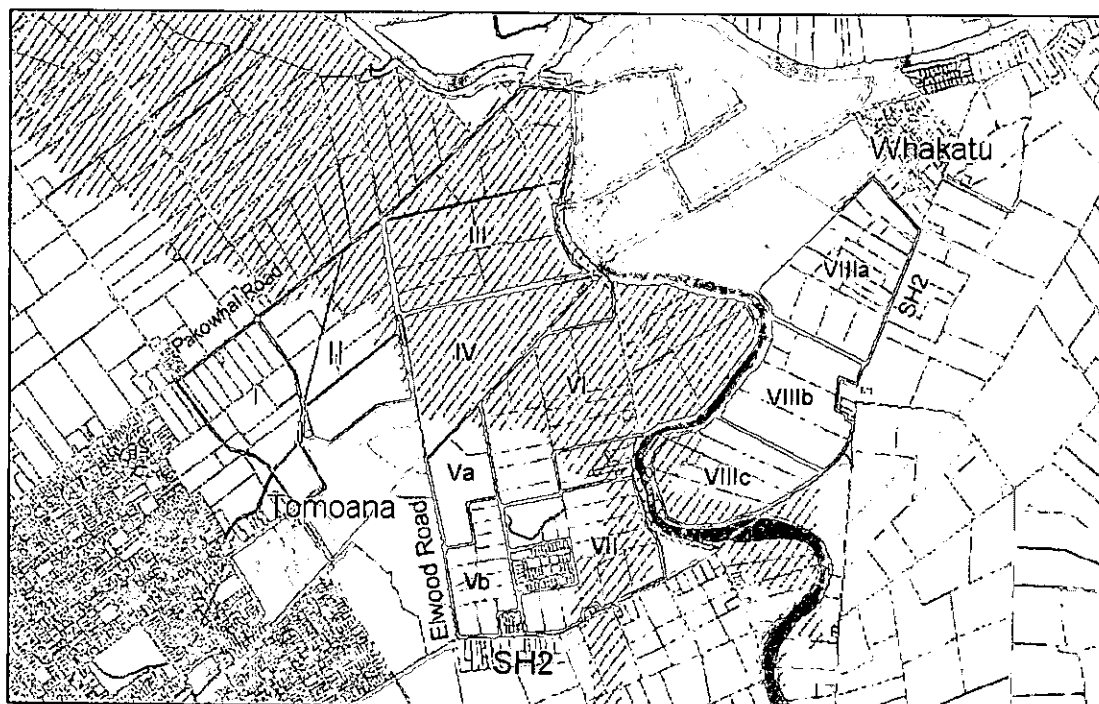 Whakatu
III
VIIIa
SH2
Pakowhai Road
II
IV
VI
I
VIIIb
Va
VIIIc
Tomoana
Elwood Road
VII
Vb
SH2